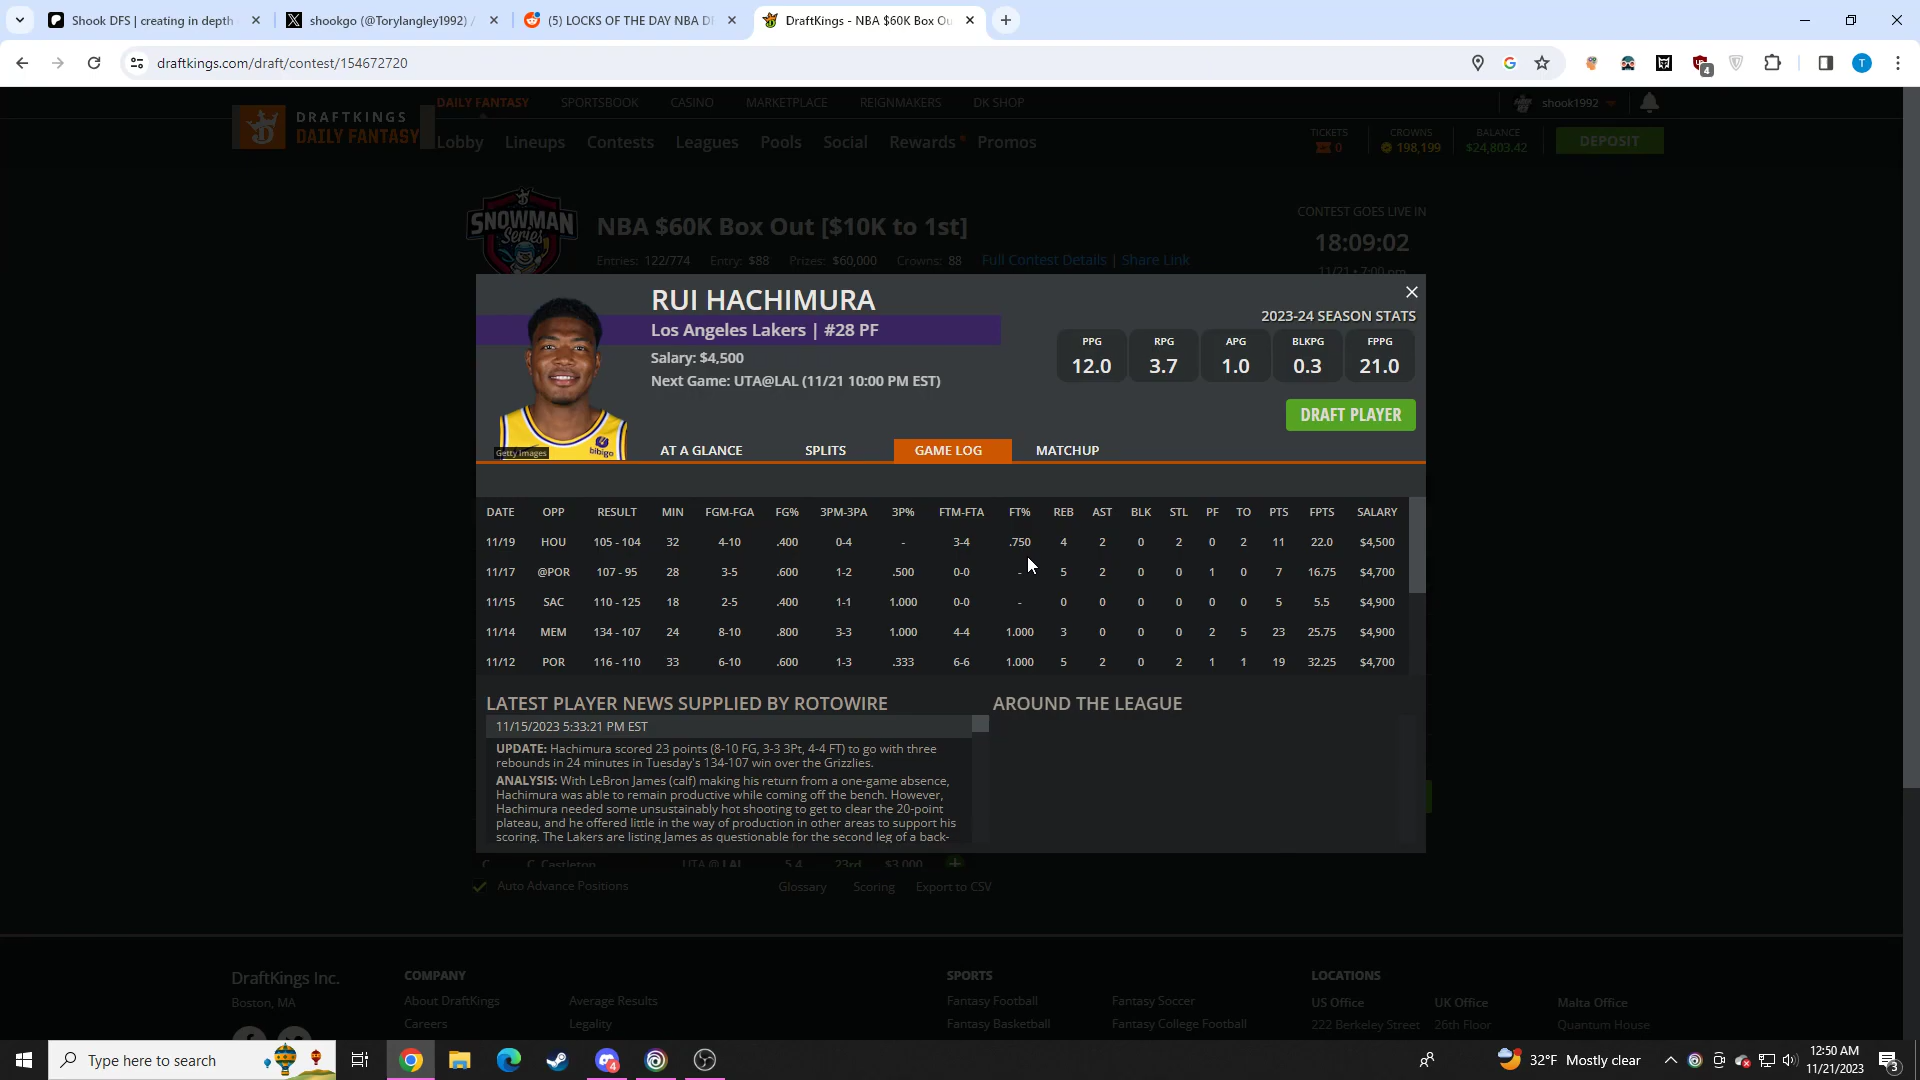 Shook DFS | creating in depth
shookgo (@Torylangley1992) /
(5) LOCKS OF THE DAY NBA D
DraftKings - NBA $60K Box Ou
draftkings.com/draft/contest/154672720
4
T
DRAFTKINGS
DAILY FANTASY
DAILY FANTASY SPORTSBOOK CASINO MARKETPLACE REIGNMAKERS DK SHOP
shook1992
Lobby Lineups Contests Leagues Pools Social Rewards Promos
TICKETS CROWNS BALANCE
0 198,199 $24,803.42
DEPOSIT
SNOWMAN
Series
NBA $60K Box Out [$10K to 1st]
Entries: 122/774 Entry: $88 Prizes: $60,000 Crowns: 88 Full Contest Details | Share Link
CONTEST GOES LIVE IN
18:09:02
11/21 • 7:00 pm
RUI HACHIMURA
Los Angeles Lakers | #28 PF
Salary: $4,500
Next Game: UTA@LAL (11/21 10:00 PM EST)
bibigo
Getty Images
2023-24 SEASON STATS
PPG RPG APG BLKPG FPPG
12.0 3.7 1.0 0.3 21.0
DRAFT PLAYER
AT A GLANCE SPLITS GAME LOG MATCHUP
DATE OPP RESULT MIN FGM-FGA FG% 3PM-3PA 3P% FTM-FTA FT% REB AST BLK STL PF TO PTS FPTS SALARY
11/19 HOU 105 - 104 32 4-10 .400 0-4 - 3-4 .750 4 2 0 2 0 2 11 22.0 $4,500
11/17 @POR 107 - 95 28 3-5 .600 1-2 .500 0-0 - 5 2 0 0 1 0 7 16.75 $4,700
11/15 SAC 110 - 125 18 2-5 .400 1-1 1.000 0-0 - 0 0 0 0 0 0 5 5.5 $4,900
11/14 MEM 134 - 107 24 8-10 .800 3-3 1.000 4-4 1.000 3 0 0 0 2 5 23 25.75 $4,900
11/12 POR 116 - 110 33 6-10 .600 1-3 .333 6-6 1.000 5 2 0 2 1 1 19 32.25 $4,700
LATEST PLAYER NEWS SUPPLIED BY ROTOWIRE
AROUND THE LEAGUE
11/15/2023 5:33:21 PM EST
UPDATE: Hachimura scored 23 points (8-10 FG, 3-3 3Pt, 4-4 FT) to go with three
rebounds in 24 minutes in Tuesday's 134-107 win over the Grizzlies.
ANALYSIS: With LeBron James (calf) making his return from a one-game absence,
Hachimura was able to remain productive while coming off the bench. However,
Hachimura needed some unsustainably hot shooting to get to clear the 20-point
plateau, and he offered little in the way of production in other areas to support his
scoring. The Lakers are listing James as questionable for the second leg of a back-
C C. Castleton UTA @ LAL 5.4 23rd $3,000
Auto Advance Positions Glossary Scoring Export to CSV
DraftKings Inc.
Boston, MA
COMPANY
About DraftKings Average Results
Careers Legality
SPORTS
Fantasy Football Fantasy Soccer
Fantasy Basketball Fantasy College Football
LOCATIONS
US Office UK Office Malta Office
222 Berkeley Street 26th Floor Quantum House
Type here to search
4
32°F Mostly clear
12:50 AM
11/21/2023
3